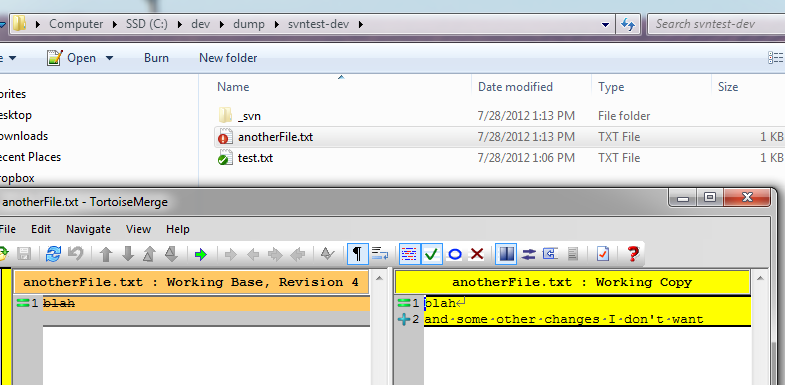 Computer SSD (C:) dev dump svntest-dev Search svntest-dev
Open Burn New folder
Name Date modified Type Size
orites
_svn 7/28/2012 1:13 PM File folder
esktop
anotherFile.txt 7/28/2012 1:13 PM TXT File 1 KB
ownloads
test.txt 7/28/2012 1:06 PM TXT File 1 KB
ecent Places
ropbox
anotherFile.txt - TortoiseMerge
File Edit Navigate View Help
anotherFile.txt : Working Base, Revision 4
1 blah
anotherFile.txt : Working Copy
1 blah
2 and·some·other·changes·I·don't·want